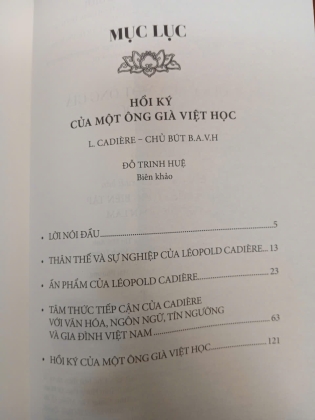 MỤC LỤC
HỒI KÝ
CỦA MỘT ÔNG GIÀ VIỆT HỌC
L. CADIÈRE – CHỦ BÚT B.A.V.H
ĐỖ TRINH HUỆ
Biên khảo
• LỜI NÓI ĐẦU.....5
• THÂN THẾ VÀ SỰ NGHIỆP CỦA LÉOPOLD CADIÈRE...13
• ẤN PHẨM CỦA LÉOPOLD CADIÈRE.....23
• TÂM THỨC TIẾP CẬN CỦA CADIÈRE
VỚI VĂN HÓA, NGÔN NGỮ, TÍN NGƯỠNG
VÀ GIA ĐÌNH VIỆT NAM.....63
• HỒI KÝ CỦA MỘT ÔNG GIÀ VIỆT HỌC.....121